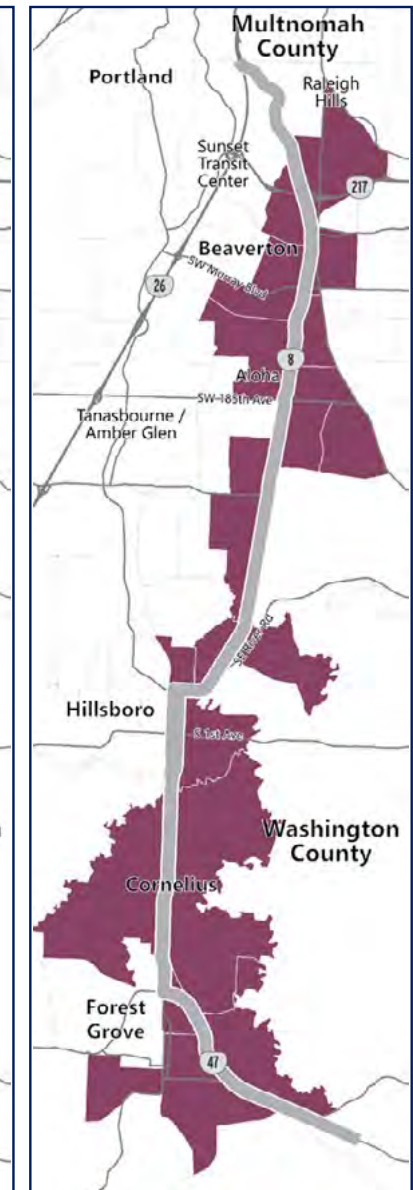 Multnomah
County
Portland
Raleigh
Hills
Sunset
Transit
Center
217
Beaverton
SW Murray Blvd
26
8
Aloha
SW 185th Ave
Tanasbourne /
Amber Glen
Hillsboro
S 1st Ave
Washington
County
Cornelius
Forest
Grove
47